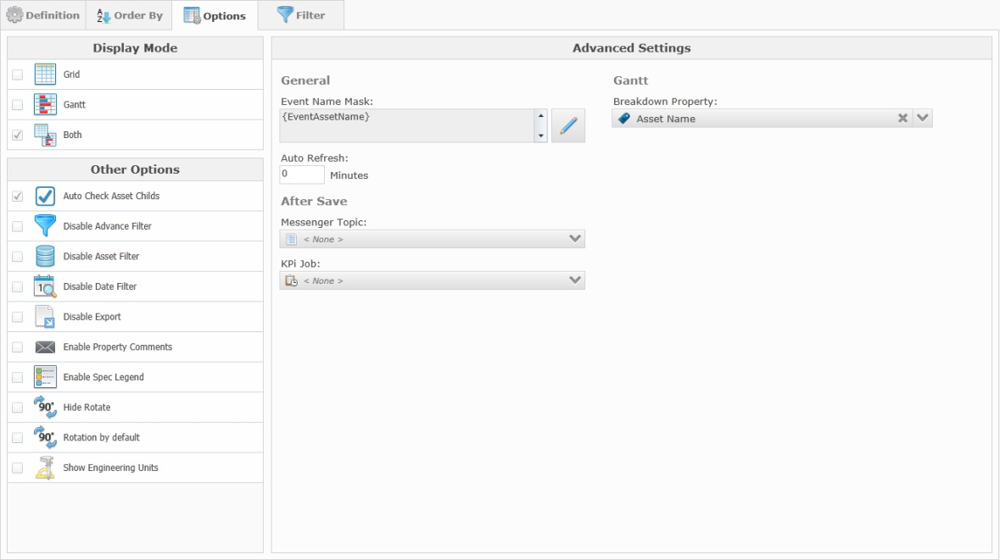 Definition
Order By
Options
Filter
Display Mode
Grid
Gantt
Both
Other Options
Auto Check Asset Childs
Disable Advance Filter
Disable Asset Filter
Disable Date Filter
Disable Export
Enable Property Comments
Enable Spec Legend
90° Hide Rotate
90° Rotation by default
Show Engineering Units
Advanced Settings
General
Event Name Mask:
{EventAssetName}
Auto Refresh:
0 Minutes
After Save
Messenger Topic:
< None >
KPi Job:
< None >
Gantt
Breakdown Property:
Asset Name